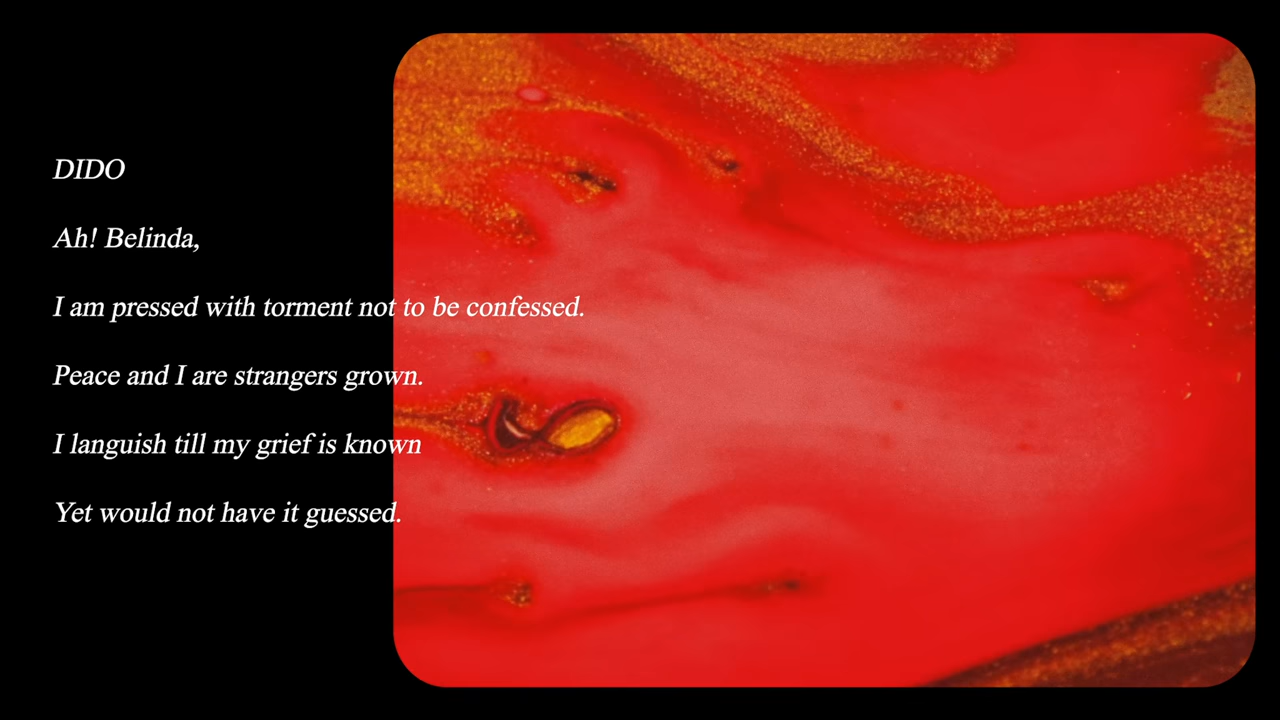 DIDO
Ah! Belinda,
I am pressed with torment not to be confessed.
Peace and I are strangers grown.
I languish till my grief is known
Yet would not have it guessed.